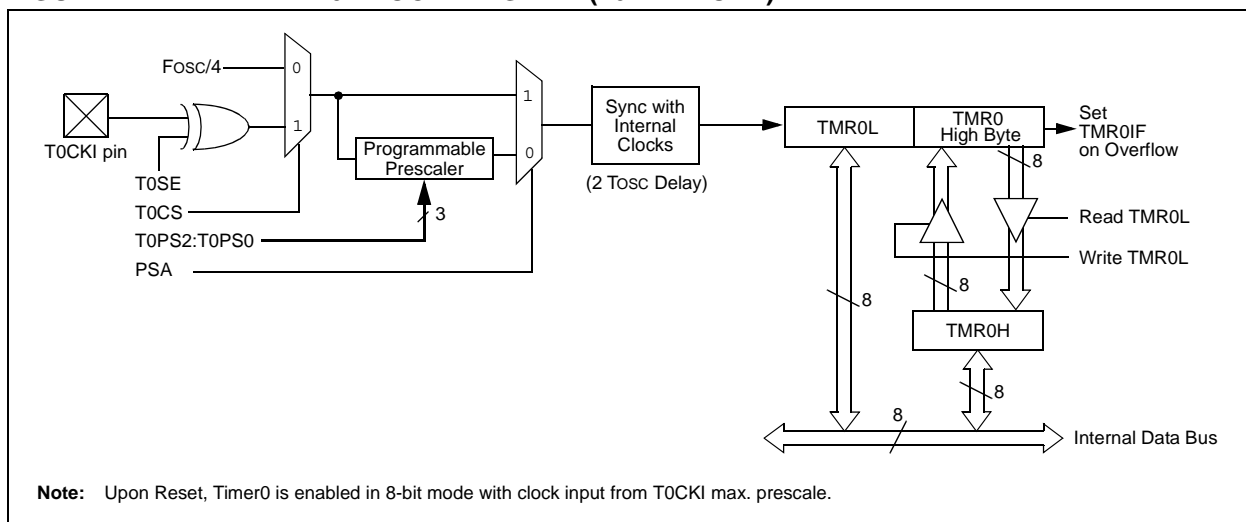 FOSC/4
0
1
T0CKI pin
T0SE
T0CS
T0PS2:T0PS0
PSA
Programmable
Prescaler
3
1
0
Sync with
Internal
Clocks
(2 TOSC Delay)
TMR0L
TMR0
High Byte
8
Set
TMR0IF
on Overflow
Read TMR0L
Write TMR0L
8
8
TMR0H
8
8
Internal Data Bus
Note: Upon Reset, Timer0 is enabled in 8-bit mode with clock input from T0CKI max. prescale.